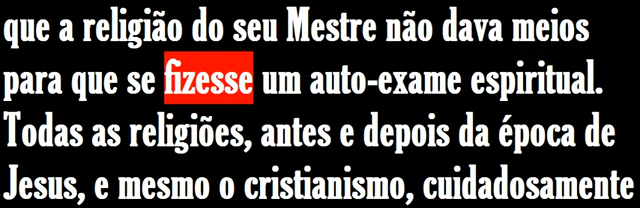 que a religião do seu Mestre não dava meios
para que se fizesse um auto-exame espiritual.
Todas as religiões, antes e depois da época de
Jesus, e mesmo o cristianismo, cuidadosamente